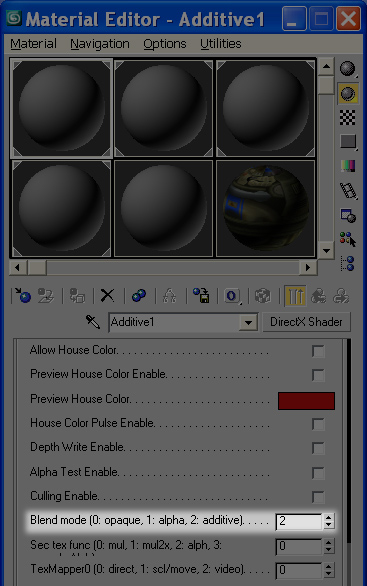 Material Editor - Additive1
Material Navigation Options Utilities
Additive1 DirectX Shader
Allow House Color. . . . . . . . . . . . . . . . . . . . . . . . .
Preview House Color Enable. . . . . . . . . . . . . . . . .
Preview House Color. . . . . . . . . . . . . . . . . 
House Color Pulse Enable. . . . . . . . . . . . . . . . . . .
Depth Write Enable. . . . . . . . . . . . . . . . . . . . . . . .
Alpha Test Enable. . . . . . . . . . . . . . . . . . . . . . . . .
Culling Enable. . . . . . . . . . . . . . . . . . . . . . . . . . . .
Blend mode (0: opaque, 1: alpha, 2: additive). . . . . 2
Sec tex func (0: mul, 1: mul2x, 2: alph, 3: 0
TexMapper0 (0: direct, 1: scl/move, 2: video). 0